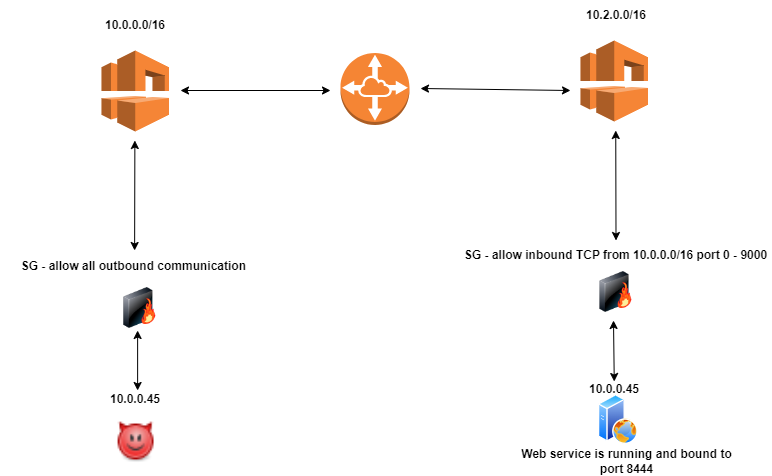 10.0.0.0/16
10.2.0.0/16
SG - allow all outbound communication
SG - allow inbound TCP from 10.0.0.0/16 port 0 - 9000
10.0.0.45
10.0.0.45
Web service is running and bound to
port 8444